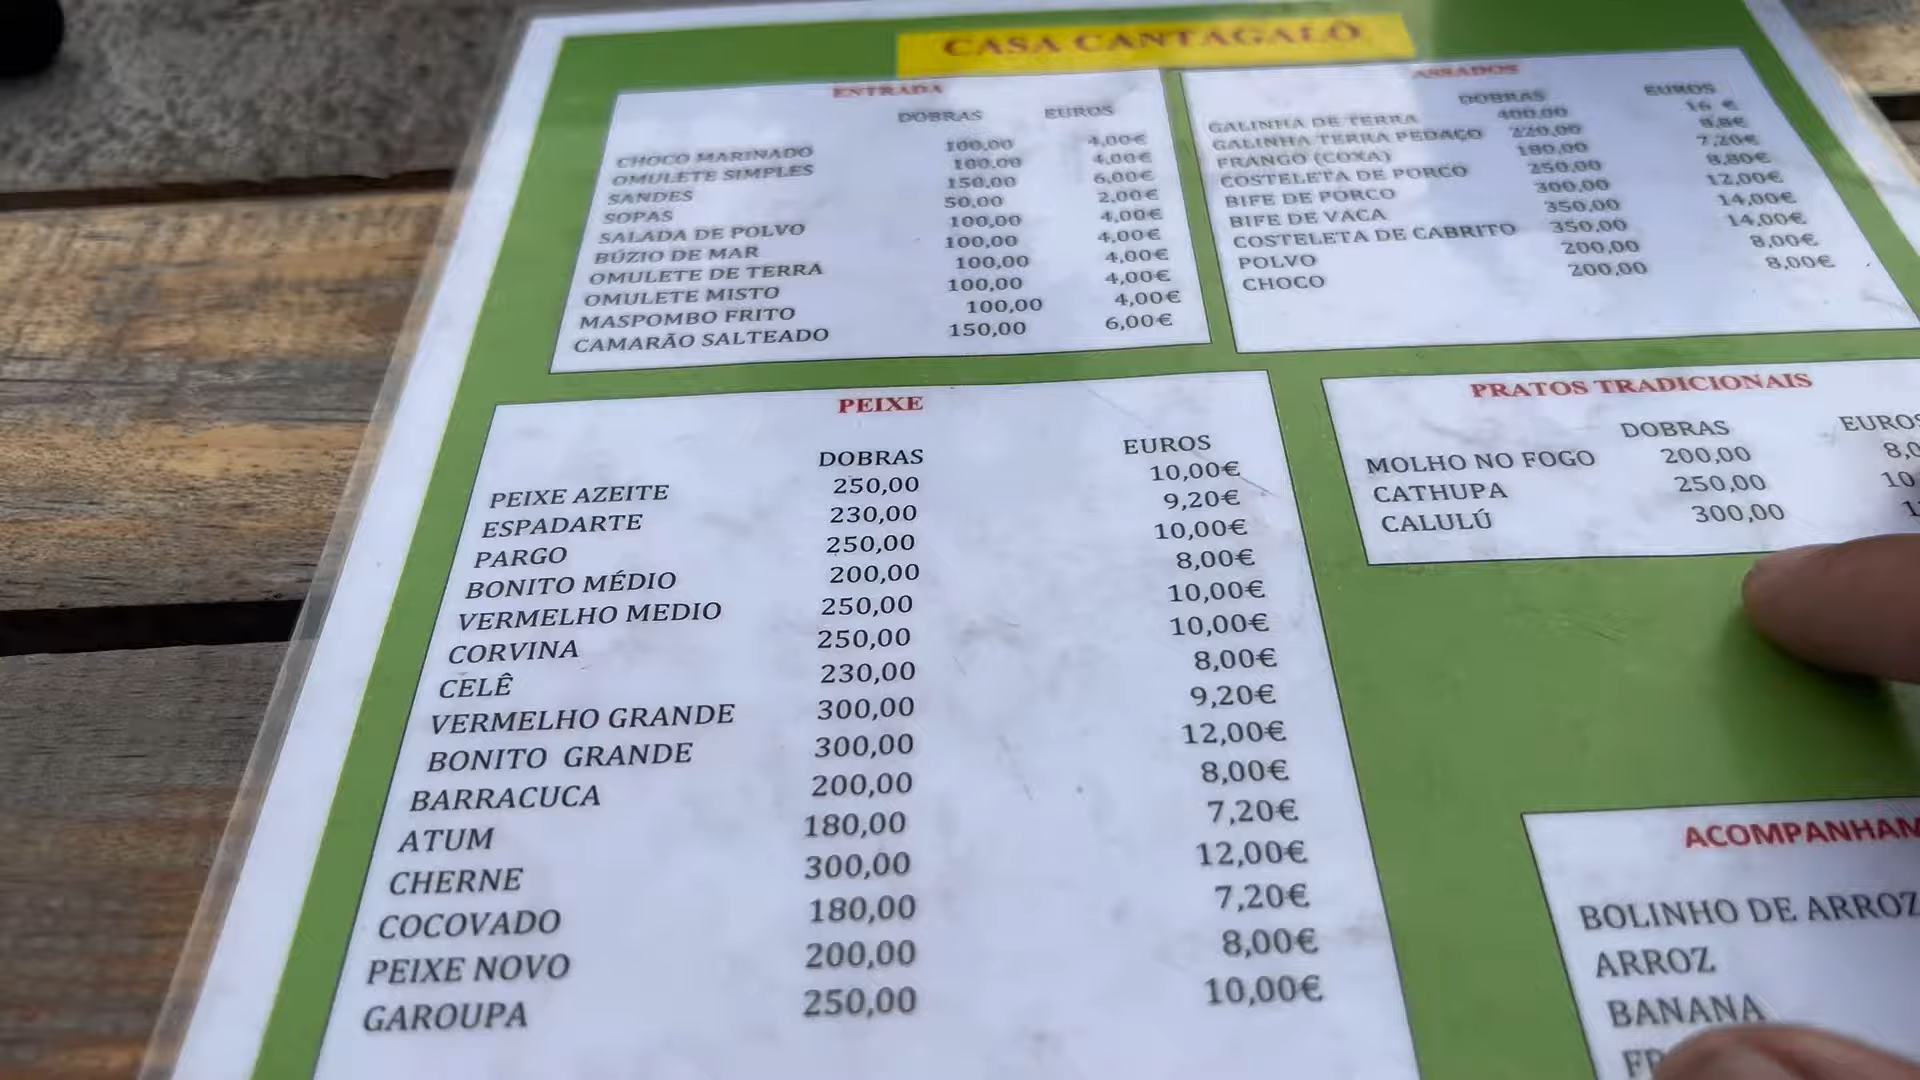 CASA CANTAGALÔ
ENTRADA
DOBRAS EUROS
CHOCO MARINADO 100,00 4,00€
OMULETE SIMPLES 100,00 4,00€
SANDES 150,00 6,00€
SOPAS 50,00 2,00€
SALADA DE POLVO 100,00 4,00€
BÚZIO DE MAR 100,00 4,00€
OMULETE DE TERRA 100,00 4,00€
OMULETE MISTO 100,00 4,00€
MASPOMBO FRITO 100,00 4,00€
CAMARÃO SALTEADO 150,00 6,00€
ASSADOS
DOBRAS EUROS
GALINHA DE TERRA 400,00 16 €
GALINHA TERRA PEDAÇO 220,00 8,8€
FRANGO (COXA) 180,00 7,20€
COSTELETA DE PORCO 250,00 8,80€
BIFE DE PORCO 300,00 12,00€
BIFE DE VACA 350,00 14,00€
COSTELETA DE CABRITO 350,00 14,00€
POLVO 200,00 8,00€
CHOCO 200,00 8,00€
PEIXE
DOBRAS EUROS
PEIXE AZEITE 250,00 10,00€
ESPADARTE 230,00 9,20€
PARGO 250,00 10,00€
BONITO MÉDIO 200,00 8,00€
VERMELHO MEDIO 250,00 10,00€
CORVINA 250,00 10,00€
CELÊ 230,00 8,00€
VERMELHO GRANDE 300,00 9,20€
BONITO GRANDE 300,00 12,00€
BARRACUCA 200,00 8,00€
ATUM 180,00 7,20€
CHERNE 300,00 12,00€
COCOVADO 180,00 7,20€
PEIXE NOVO 200,00 8,00€
GAROUPA 250,00 10,00€
PRATOS TRADICIONAIS
DOBRAS EUROS
MOLHO NO FOGO 200,00 8,0
CATHUPA 250,00 10
CALULÚ 300,00 1
ACOMPANHAM
BOLINHO DE ARROZ
ARROZ
BANANA